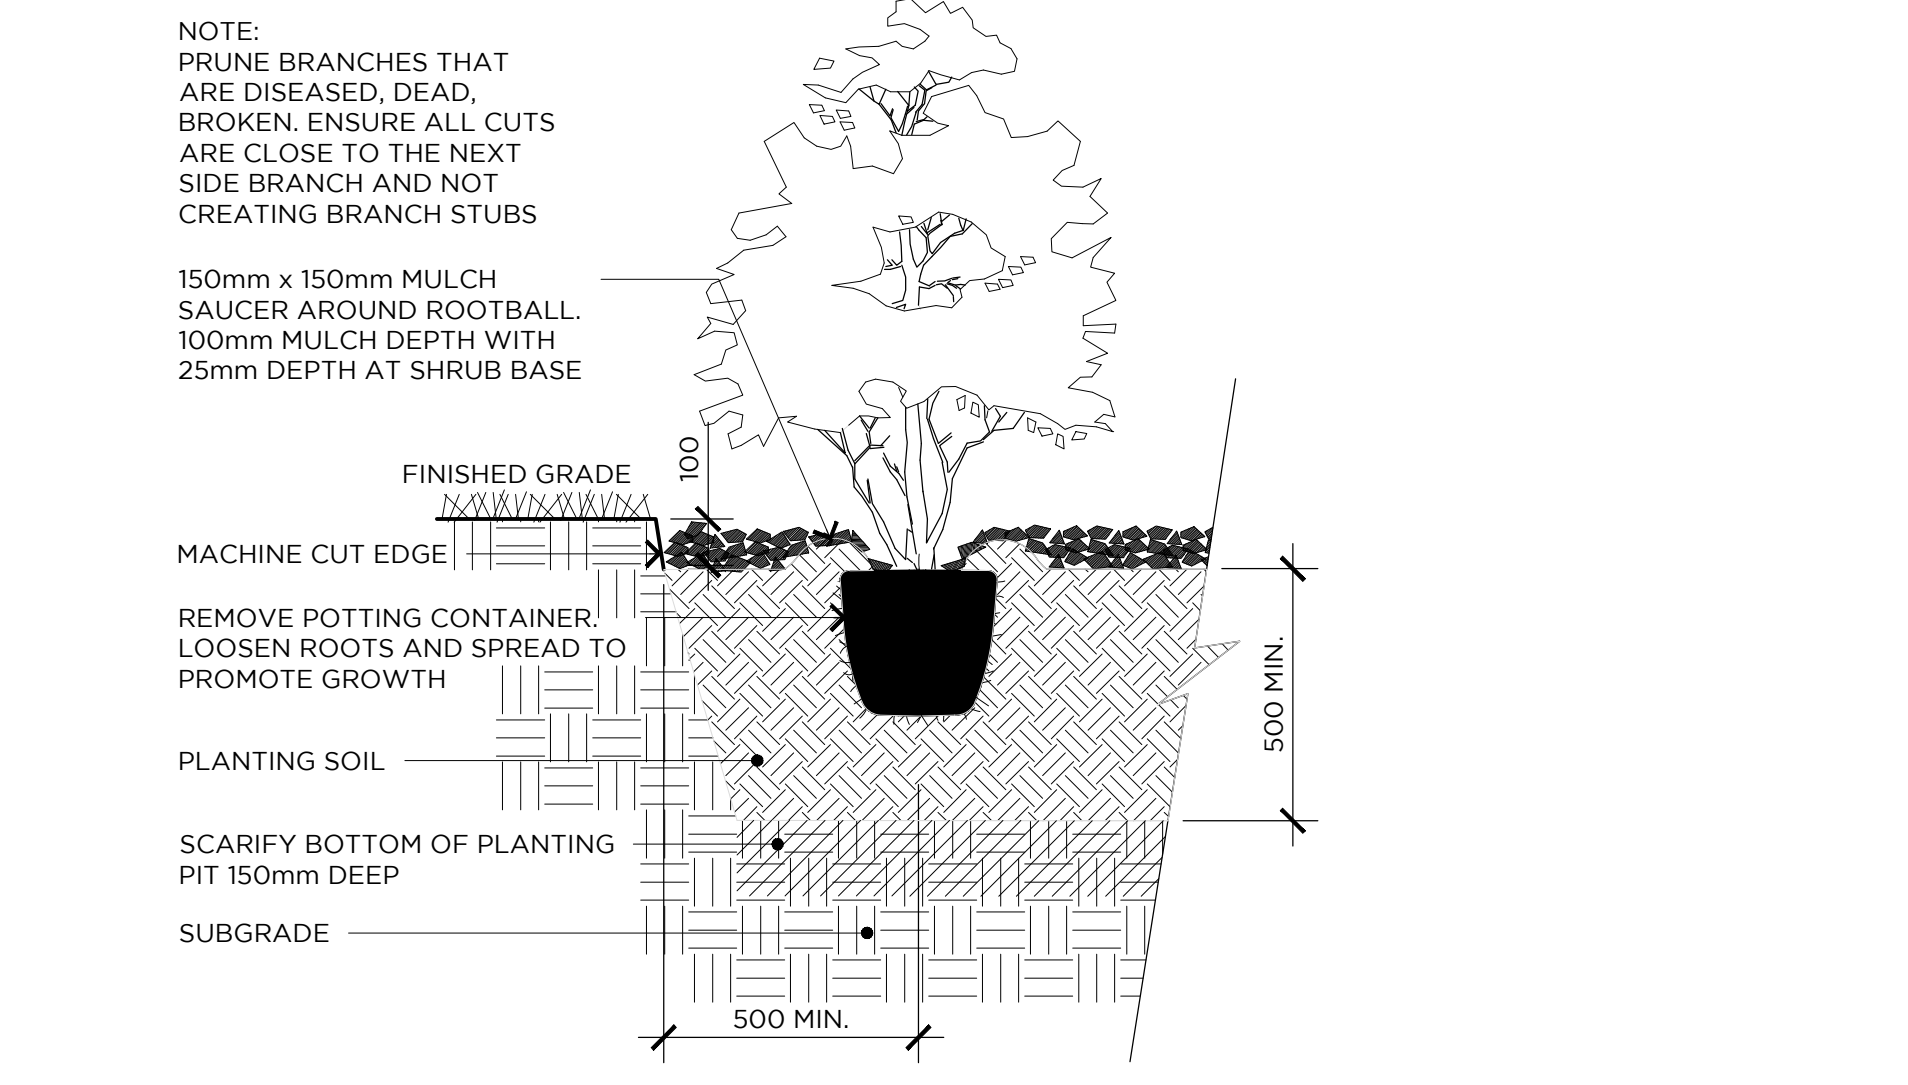 NOTE:
PRUNE BRANCHES THAT
ARE DISEASED, DEAD,
BROKEN. ENSURE ALL CUTS
ARE CLOSE TO THE NEXT
SIDE BRANCH AND NOT
CREATING BRANCH STUBS
150mm x 150mm MULCH
SAUCER AROUND ROOTBALL.
100mm MULCH DEPTH WITH
25mm DEPTH AT SHRUB BASE
100
FINISHED GRADE
MACHINE CUT EDGE
REMOVE POTTING CONTAINER.
LOOSEN ROOTS AND SPREAD TO
PROMOTE GROWTH
500 MIN.
PLANTING SOIL
SCARIFY BOTTOM OF PLANTING
PIT 150mm DEEP
SUBGRADE
500 MIN.